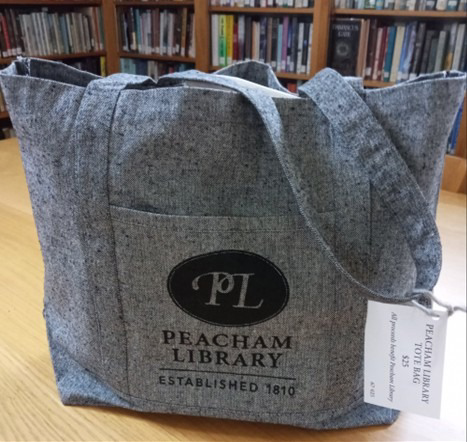 PL
PEACHAM
LIBRARY
ESTABLISHED 1810
PEACHAM LIBRARY
TOTE BAG
$25
All proceeds benefit Peacham Library